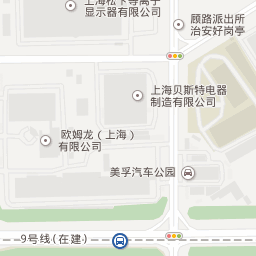 上海松下等离子
显示器有限公司
顾路派出所
治安好岗亭
上海贝斯特电器
制造有限公司
欧姆龙（上海）
有限公司
美孚汽车公园
9号线(在建)